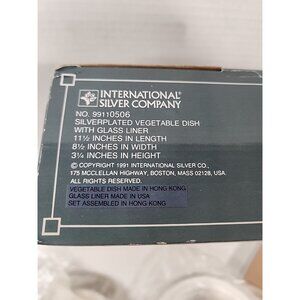 INTERNATIONAL®
SILVER COMPANY
NO. 99110506
SILVERPLATED VEGETABLE DISH
WITH GLASS LINER
11½ INCHES IN LENGTH
8½ INCHES IN WIDTH
3¼ INCHES IN HEIGHT
© COPYRIGHT 1991 INTERNATIONAL SILVER CO.,
175 MCCLELLAN HIGHWAY, BOSTON, MASS 02128, USA.
ALL RIGHTS RESERVED.
VEGETABLE DISH MADE IN HONG KONG
GLASS LINER MADE IN USA
SET ASSEMBLED IN HONG KONG